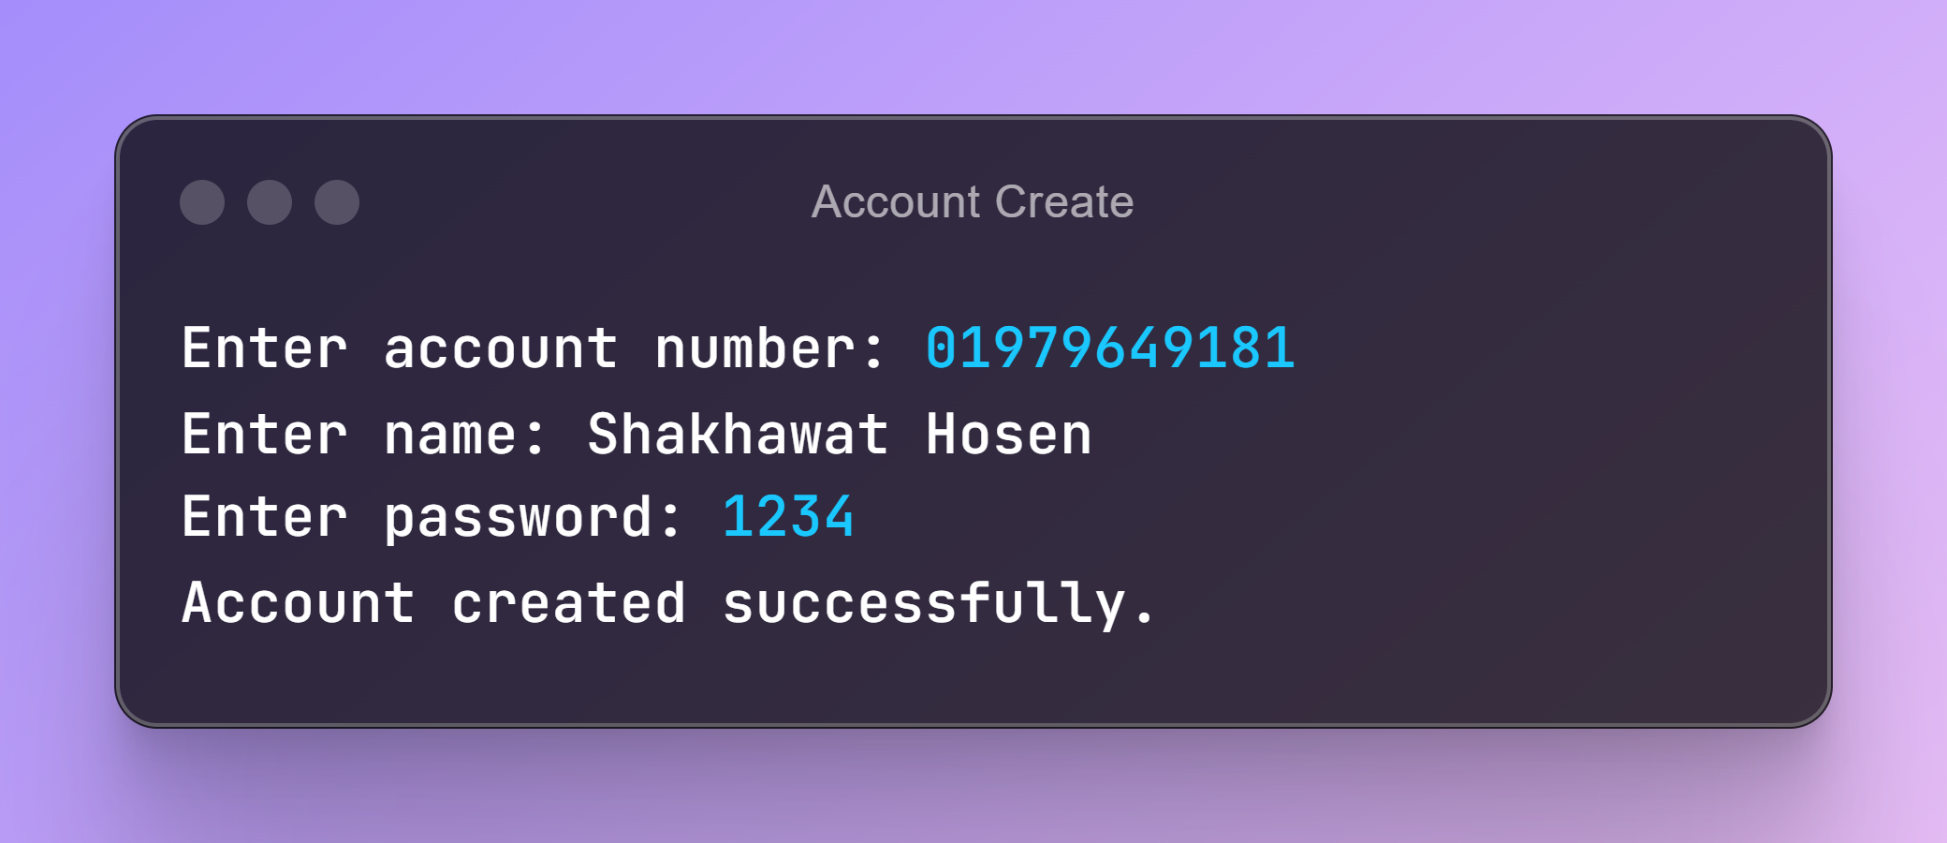 Account Create
Enter account number: 01979649181
Enter name: Shakhawat Hosen
Enter password: 1234
Account created successfully.